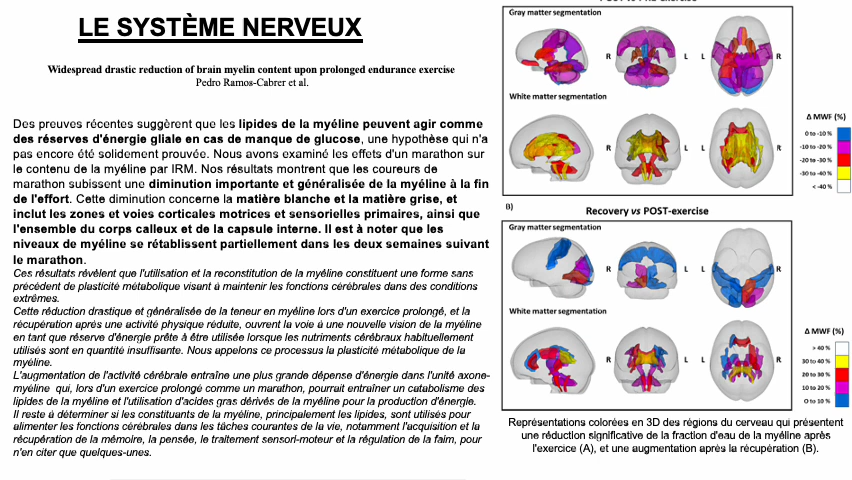 LE SYSTÈME NERVEUX
Widespread drastic reduction of brain myelin content upon prolonged endurance exercise
Pedro Ramos-Cabrer et al.
Des preuves récentes suggèrent que les lipides de la myéline peuvent agir comme
des réserves d'énergie gliale en cas de manque de glucose, une hypothèse qui n'a
pas encore été solidement prouvée. Nous avons examiné les effets d'un marathon sur
le contenu de la myéline par IRM. Nos résultats montrent que les coureurs de
marathon subissent une diminution importante et généralisée de la myéline à la fin
de l'effort. Cette diminution concerne la matière blanche et la matière grise, et
inclut les zones et voies corticales motrices et sensorielles primaires, ainsi que
l'ensemble du corps calleux et de la capsule interne. Il est à noter que les
niveaux de myéline se rétablissent partiellement dans les deux semaines suivant
le marathon.
Ces résultats révèlent que l'utilisation et la reconstitution de la myéline constituent une forme sans
précédent de plasticité métabolique visant à maintenir les fonctions cérébrales dans des conditions
extrêmes.
Cette réduction drastique et généralisée de la teneur en myéline lors d'un exercice prolongé, et la
récupération après une activité physique réduite, ouvrent la voie à une nouvelle vision de la myéline
en tant que réserve d'énergie prête à être utilisée lorsque les nutriments cérébraux habituellement
utilisés sont en quantité insuffisante. Nous appelons ce processus la plasticité métabolique de la
myéline.
L'augmentation de l'activité cérébrale entraîne une plus grande dépense d'énergie dans l'unité axone-
myéline qui, lors d'un exercice prolongé comme un marathon, pourrait entraîner un catabolisme des
lipides de la myéline et l'utilisation d'acides gras dérivés de la myéline pour la production d'énergie.
Il reste à déterminer si les constituants de la myéline, principalement les lipides, sont utilisés pour
alimenter les fonctions cérébrales dans les tâches courantes de la vie, notamment l'acquisition et la
récupération de la mémoire, la pensée, le traitement sensori-moteur et la régulation de la faim, pour
n'en citer que quelques-unes.
Gray matter segmentation
R L L R
White matter segmentation
R L L R
Δ MWF (%)
0 to -10 %
-10 to -20 %
-20 to -30 %
-30 to -40 %
< -40 %
B)
Recovery vs POST-exercise
Gray matter segmentation
R L L R
White matter segmentation
R L L R
Δ MWF (%)
> 40 %
30 to 40 %
20 to 30 %
10 to 20 %
0 to 10 %
Représentations colorées en 3D des régions du cerveau qui présentent
une réduction significative de la fraction d'eau de la myéline après
l'exercice (A), et une augmentation après la récupération (B).